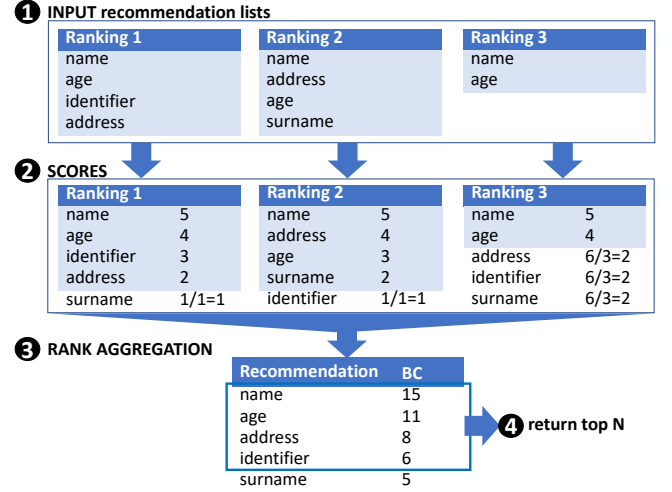 1 INPUT recommendation lists
Ranking 1 Ranking 2 Ranking 3
name name name
age address age
identifier age
address surname
2 SCORES
Ranking 1 Ranking 2 Ranking 3
name 5 name 5 name 5
age 4 address 4 age 4
identifier 3 age 3 address 6/3=2
address 2 surname 2 identifier 6/3=2
surname 1/1=1 identifier 1/1=1 surname 6/3=2
3 RANK AGGREGATION
Recommendation BC
name 15
age 11
address 8
4 return top N
identifier 6
surname 5